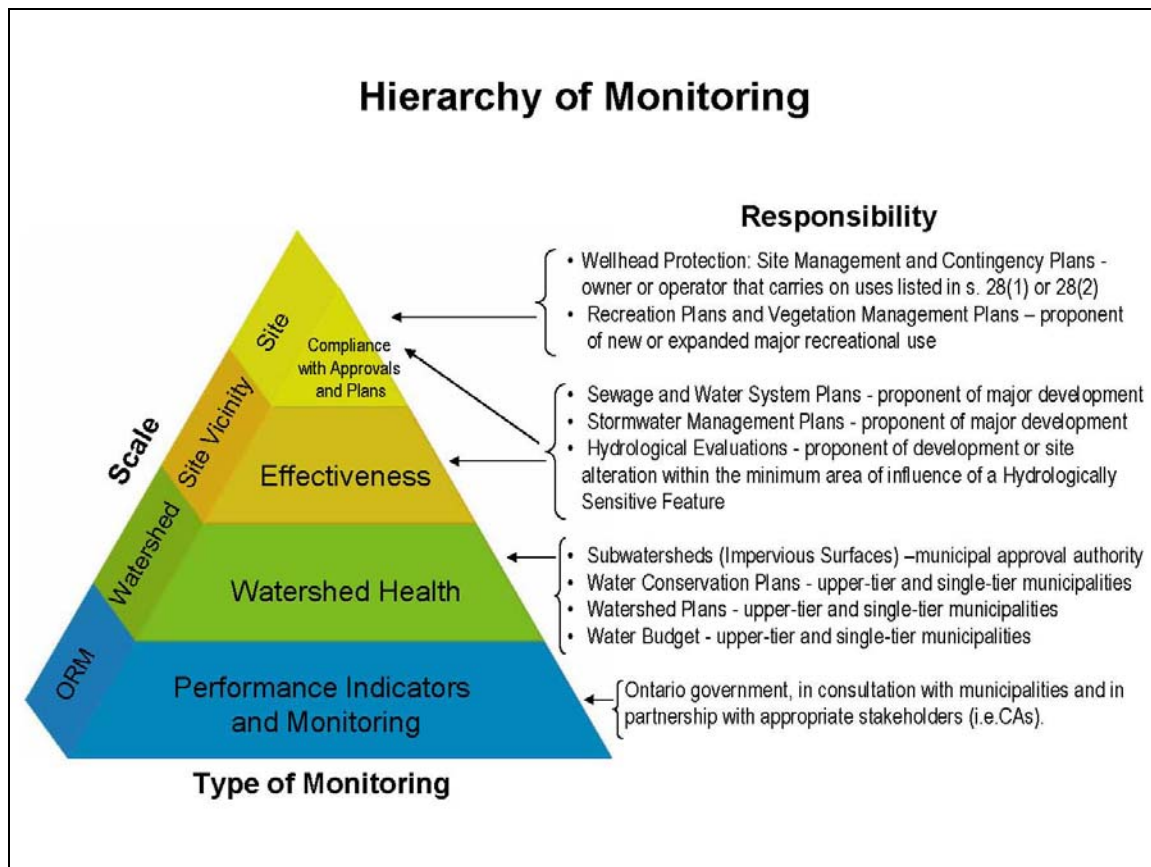 Hierarchy of Monitoring
Responsibility
• Wellhead Protection: Site Management and Contingency Plans -
owner or operator that carries on uses listed in s. 28(1) or 28(2)
• Recreation Plans and Vegetation Management Plans – proponent
of new or expanded major recreational use
• Sewage and Water System Plans - proponent of major development
• Stormwater Management Plans - proponent of major development
• Hydrological Evaluations - proponent of development or site
alteration within the minimum area of influence of a Hydrologically
Sensitive Feature
• Subwatersheds (Impervious Surfaces) –municipal approval authority
• Water Conservation Plans - upper-tier and single-tier municipalities
• Watershed Plans - upper-tier and single-tier municipalities
• Water Budget - upper-tier and single-tier municipalities
Ontario government, in consultation with municipalities and in
partnership with appropriate stakeholders (i.e.CAs).
Scale
Site
Site Vicinity
Watershed
ORM
Compliance
with Approvals
and Plans
Effectiveness
Watershed Health
Performance Indicators
and Monitoring
Type of Monitoring